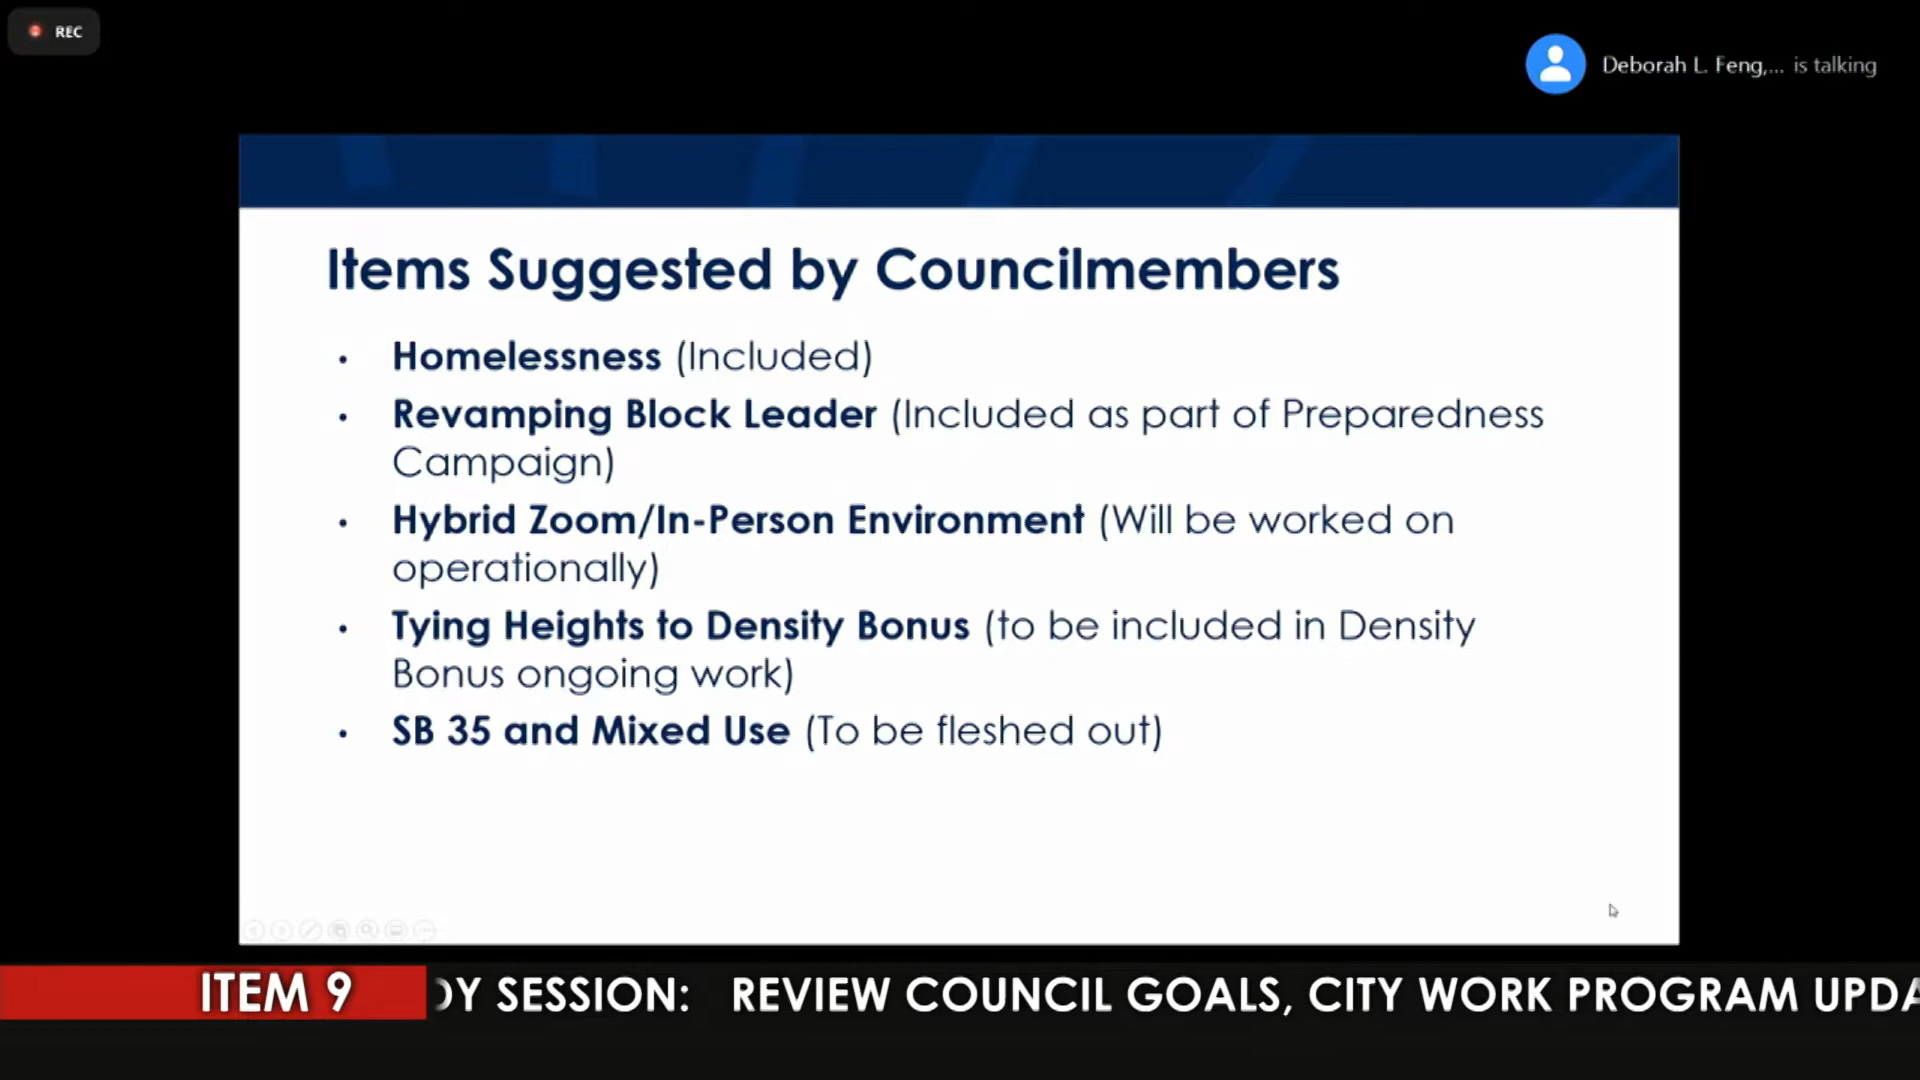 REC
Deborah L. Feng,... is talking
Items Suggested by Councilmembers
• Homelessness (Included)
• Revamping Block Leader (Included as part of Preparedness
Campaign)
• Hybrid Zoom/In-Person Environment (Will be worked on
operationally)
• Tying Heights to Density Bonus (to be included in Density
Bonus ongoing work)
• SB 35 and Mixed Use (To be fleshed out)
ITEM 9
DY SESSION: REVIEW COUNCIL GOALS, CITY WORK PROGRAM UPDA